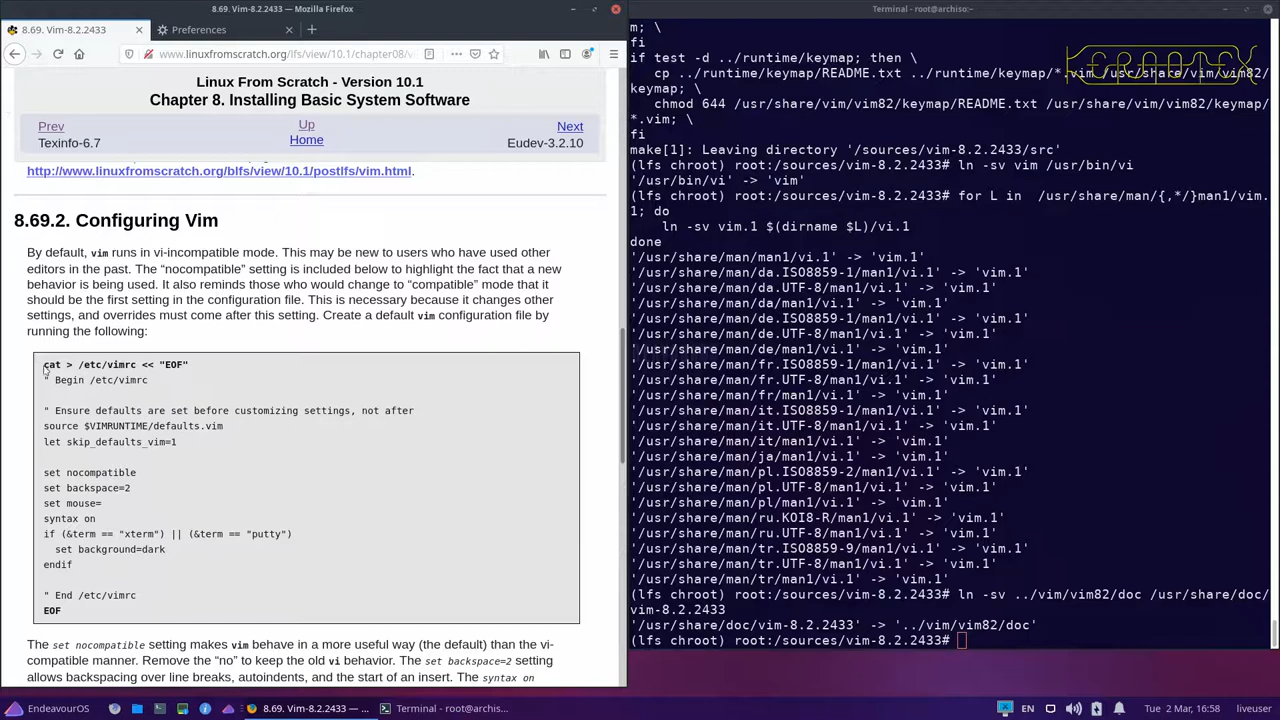 8.69. Vim-8.2.2433 — Mozilla Firefox
8.69. Vim-8.2.2433
Preferences
www.linuxfromscratch.org/lfs/view/10.1/chapter08/v
Linux From Scratch - Version 10.1
Chapter 8. Installing Basic System Software
Prev
Up
Next
Texinfo-6.7
Home
Eudev-3.2.10
http://www.linuxfromscratch.org/blfs/view/10.1/postlfs/vim.html.
8.69.2. Configuring Vim
By default, vim runs in vi-incompatible mode. This may be new to users who have used other
editors in the past. The “nocompatible” setting is included below to highlight the fact that a new
behavior is being used. It also reminds those who would change to “compatible” mode that it
should be the first setting in the configuration file. This is necessary because it changes other
settings, and overrides must come after this setting. Create a default vim configuration file by
running the following:
cat > /etc/vimrc << "EOF"
" Begin /etc/vimrc
" Ensure defaults are set before customizing settings, not after
source $VIMRUNTIME/defaults.vim
let skip_defaults_vim=1
set nocompatible
set backspace=2
set mouse=
syntax on
if (&term == "xterm") || (&term == "putty")
  set background=dark
endif
" End /etc/vimrc
EOF
The set nocompatible setting makes vim behave in a more useful way (the default) than the vi-
compatible manner. Remove the “no” to keep the old vi behavior. The set backspace=2 setting
allows backspacing over line breaks, autoindents, and the start of an insert. The syntax on
Terminal - root@archiso:~
m; \
fi
if test -d ../runtime/keymap; then \
   cp ../runtime/keymap/README.txt ../runtime/keymap/*.vim /usr/share/vim/vim82/
keymap; \
   chmod 644 /usr/share/vim/vim82/keymap/README.txt /usr/share/vim/vim82/keymap/
*.vim; \
fi
make[1]: Leaving directory '/sources/vim-8.2.2433/src'
(lfs chroot) root:/sources/vim-8.2.2433# ln -sv vim /usr/bin/vi
'/usr/bin/vi' -> 'vim'
(lfs chroot) root:/sources/vim-8.2.2433# for L in  /usr/share/man/{,*/}man1/vim.
1; do
    ln -sv vim.1 $(dirname $L)/vi.1
done
'/usr/share/man/man1/vi.1' -> 'vim.1'
'/usr/share/man/da.ISO8859-1/man1/vi.1' -> 'vim.1'
'/usr/share/man/da.UTF-8/man1/vi.1' -> 'vim.1'
'/usr/share/man/da/man1/vi.1' -> 'vim.1'
'/usr/share/man/de.ISO8859-1/man1/vi.1' -> 'vim.1'
'/usr/share/man/de.UTF-8/man1/vi.1' -> 'vim.1'
'/usr/share/man/de/man1/vi.1' -> 'vim.1'
'/usr/share/man/fr.ISO8859-1/man1/vi.1' -> 'vim.1'
'/usr/share/man/fr.UTF-8/man1/vi.1' -> 'vim.1'
'/usr/share/man/fr/man1/vi.1' -> 'vim.1'
'/usr/share/man/it.ISO8859-1/man1/vi.1' -> 'vim.1'
'/usr/share/man/it.UTF-8/man1/vi.1' -> 'vim.1'
'/usr/share/man/it/man1/vi.1' -> 'vim.1'
'/usr/share/man/ja/man1/vi.1' -> 'vim.1'
'/usr/share/man/pl.ISO8859-2/man1/vi.1' -> 'vim.1'
'/usr/share/man/pl.UTF-8/man1/vi.1' -> 'vim.1'
'/usr/share/man/pl/man1/vi.1' -> 'vim.1'
'/usr/share/man/ru.KOI8-R/man1/vi.1' -> 'vim.1'
'/usr/share/man/ru.UTF-8/man1/vi.1' -> 'vim.1'
'/usr/share/man/tr.ISO8859-9/man1/vi.1' -> 'vim.1'
'/usr/share/man/tr.UTF-8/man1/vi.1' -> 'vim.1'
'/usr/share/man/tr/man1/vi.1' -> 'vim.1'
(lfs chroot) root:/sources/vim-8.2.2433# ln -sv ../vim/vim82/doc /usr/share/doc/
vim-8.2.2433
'/usr/share/doc/vim-8.2.2433' -> '../vim/vim82/doc'
(lfs chroot) root:/sources/vim-8.2.2433#
EndeavourOS
8.69. Vim-8.2.2433 — ...
Terminal - root@archis...
EN
Tue 2 Mar, 16:58
liveuser